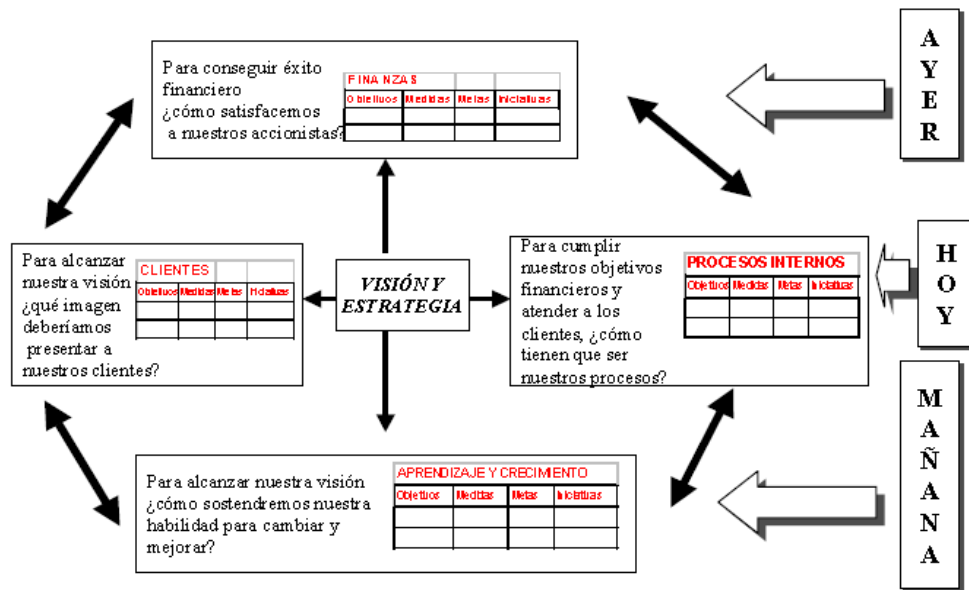 Para conseguir éxito
financiero
¿cómo satisfacemos
a nuestros accionistas?
FINANZAS
Objetivos Medidas Metas Iniciativas
AYER
Para alcanzar
nuestra visión
¿qué imagen
deberíamos
presentar a
nuestros clientes?
CLIENTES
Objetivos Medidas Metas Iniciativas
VISIÓN Y
ESTRATEGIA
Para cumplir
nuestros objetivos
financieros y
atender a los
clientes, ¿cómo
tienen que ser
nuestros procesos?
PROCESOS INTERNOS
Objetivos Medidas Metas Iniciativas
HOY
Para alcanzar nuestra visión
¿cómo sostendremos nuestra
habilidad para cambiar y
mejorar?
APRENDIZAJE Y CRECIMIENTO
Objetivos Medidas Metas Iniciativas
MAÑANA